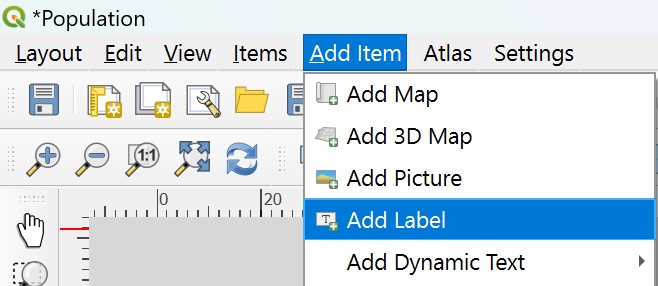 *Population
Layout Edit View Items Add Item Atlas Settings
Add Map
Add 3D Map
1:1
Add Picture
0 20
T Add Label
Add Dynamic Text